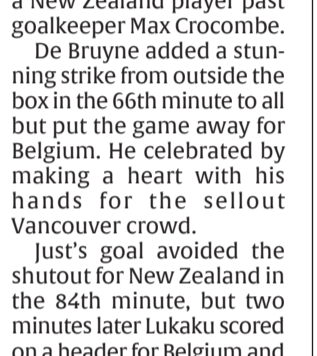 a New Zealand player past
goalkeeper Max Crocombe.
De Bruyne added a stun-
ning strike from outside the
box in the 66th minute to all
but put the game away for
Belgium. He celebrated by
making a heart with his
hands for the sellout
Vancouver crowd.
Just’s goal avoided the
shutout for New Zealand in
the 84th minute, but two
minutes later Lukaku scored
on a header for Belgium and